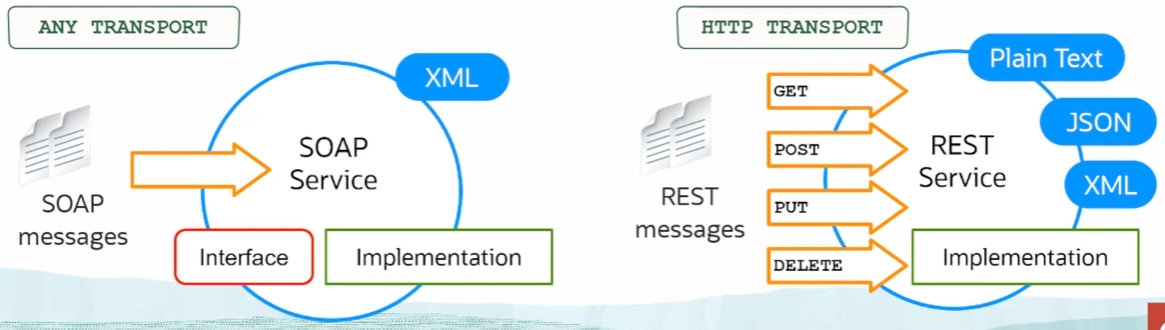 ANY TRANSPORT
XML
SOAP
Service
SOAP
messages
Interface
Implementation
HTTP TRANSPORT
Plain Text
JSON
XML
GET
POST
PUT
DELETE
REST
Service
REST
messages
Implementation